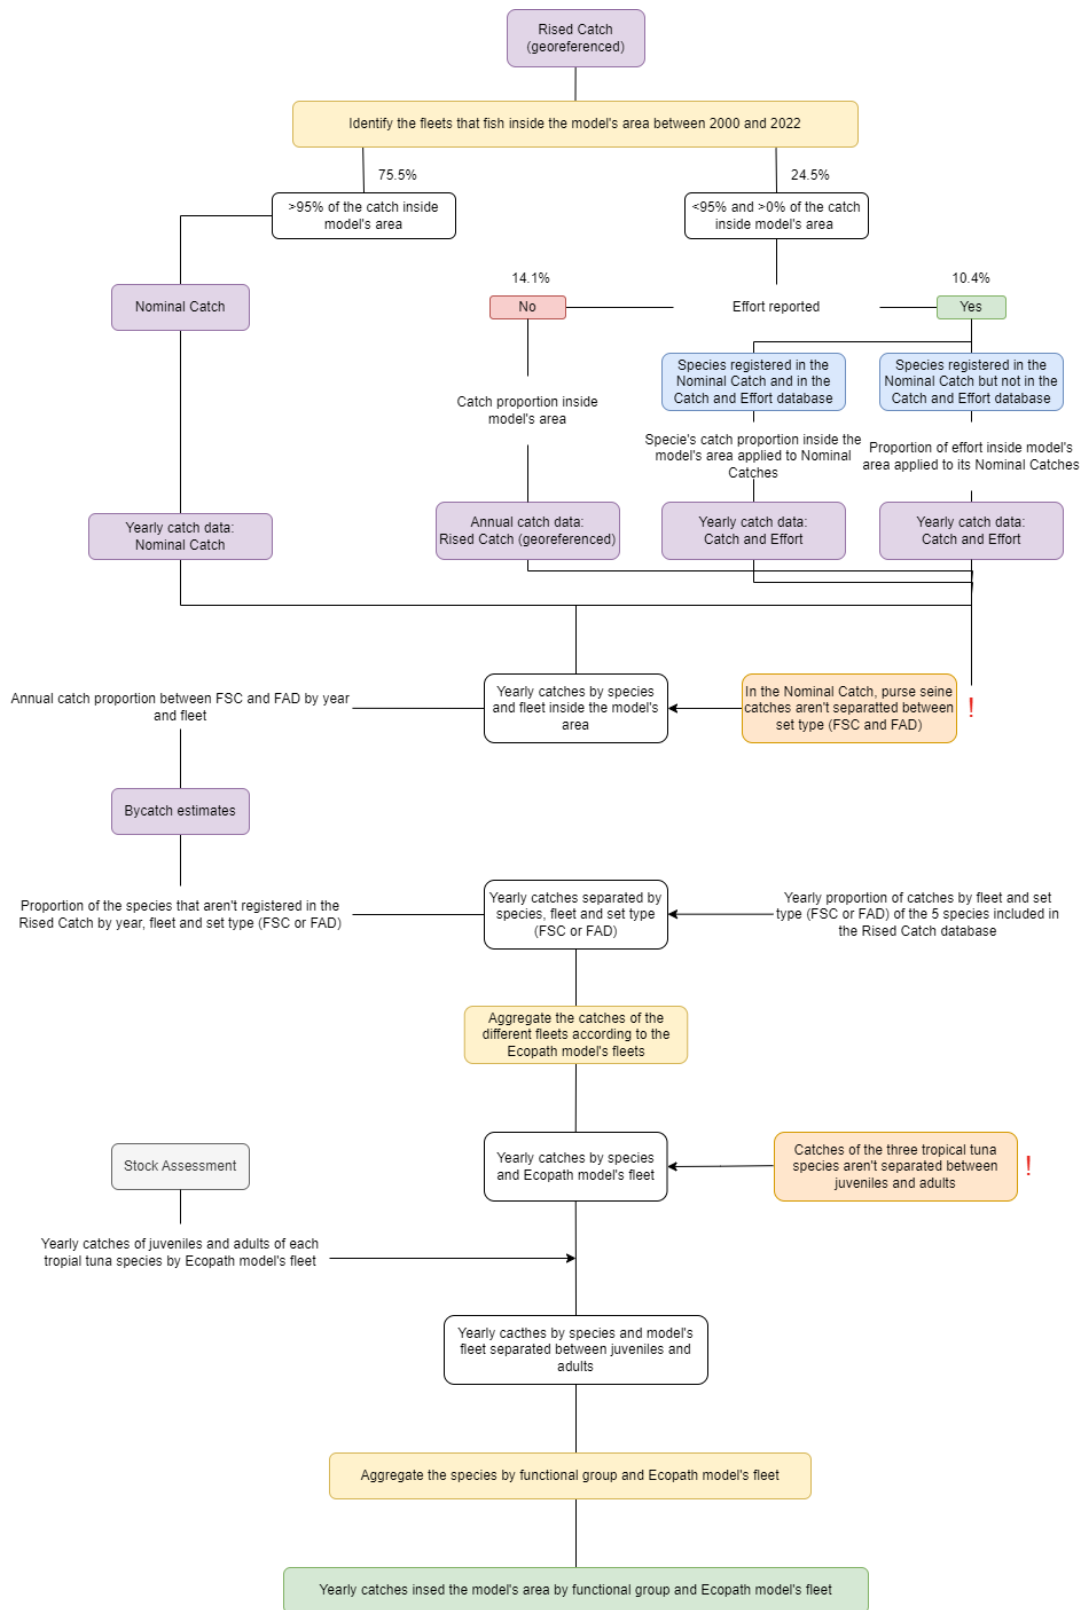 Rised Catch
(georeferenced)
Identify the fleets that fish inside the model's area between 2000 and 2022
75.5%
24.5%
>95% of the catch inside
model's area
<95% and >0% of the catch
inside model's area
14.1%
10.4%
Nominal Catch
No
Effort reported
Yes
Species registered in the
Nominal Catch and in the
Catch and Effort database
Species registered in the
Nominal Catch but not in the
Catch and Effort database
Catch proportion inside
model's area
Specie's catch proportion inside the
model's area applied to Nominal
Catches
Proportion of effort inside model's
area applied to its Nominal Catches
Yearly catch data:
Nominal Catch
Annual catch data:
Rised Catch (georeferenced)
Yearly catch data:
Catch and Effort
Yearly catch data:
Catch and Effort
Annual catch proportion between FSC and FAD by year
and fleet
Yearly catches by species
and fleet inside the model's
area
In the Nominal Catch, purse seine
catches aren't separatted between
set type (FSC and FAD)
!
Bycatch estimates
Proportion of the species that aren't registered in the
Rised Catch by year, fleet and set type (FSC or FAD)
Yearly catches separated by
species, fleet and set type
(FSC or FAD)
Yearly proportion of catches by fleet and set
type (FSC or FAD) of the 5 species included in
the Rised Catch database
Aggregate the catches of the
different fleets according to the
Ecopath model's fleets
Stock Assessment
Yearly catches by species
and Ecopath model's fleet
Catches of the three tropical tuna
species aren't separated between
juveniles and adults
!
Yearly catches of juveniles and adults of each
tropial tuna species by Ecopath model's fleet
Yearly cacthes by species and model's
fleet separated between juveniles and
adults
Aggregate the species by functional group and Ecopath model's fleet
Yearly catches insed the model's area by functional group and Ecopath model's fleet